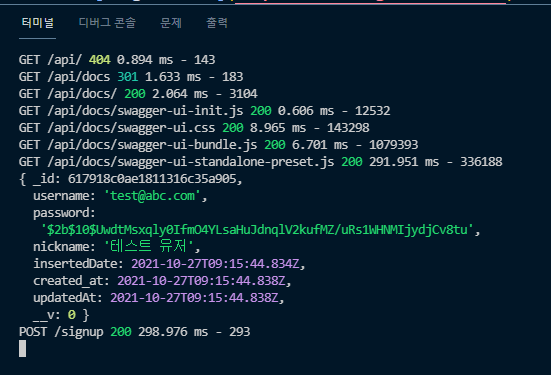 터미널 디버그 콘솔 문제 출력
GET /api/ 404 0.894 ms - 143
GET /api/docs 301 1.633 ms - 183
GET /api/docs/ 200 2.064 ms - 3104
GET /api/docs/swagger-ui-init.js 200 0.606 ms - 12532
GET /api/docs/swagger-ui.css 200 8.965 ms - 143298
GET /api/docs/swagger-ui-bundle.js 200 6.701 ms - 1079393
GET /api/docs/swagger-ui-standalone-preset.js 200 291.951 ms - 336188
{ _id: 617918c0ae1811316c35a905,
username: 'test@abc.com',
password:
'$2b$10$UwdtMsxqly0IfmO4YLsaHuJdnqlV2kufMZ/uRs1WHNMIjydjCv8tu',
nickname: '테스트 유저',
insertedDate: 2021-10-27T09:15:44.834Z,
created_at: 2021-10-27T09:15:44.838Z,
updatedAt: 2021-10-27T09:15:44.838Z,
__v: 0 }
POST /signup 200 298.976 ms - 293